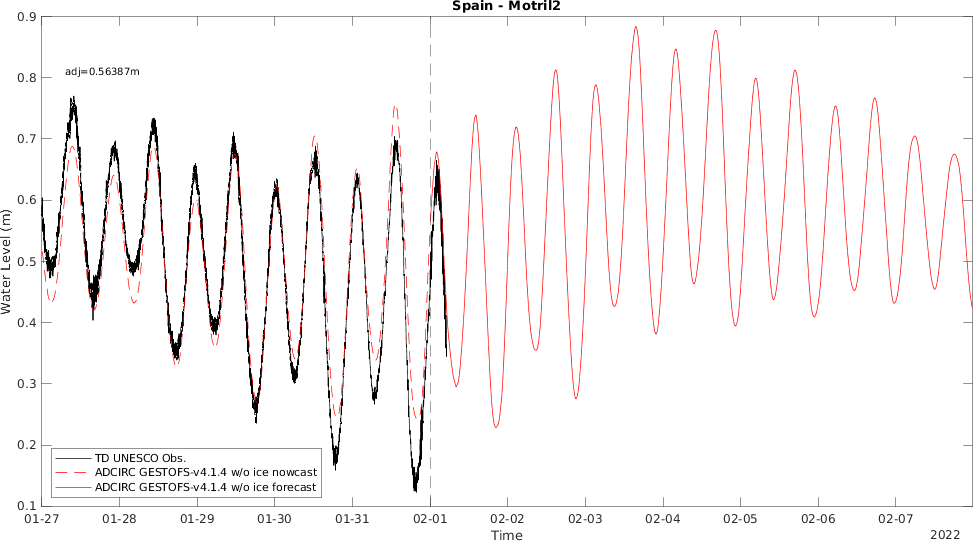 Spain - Motril2
0.9
0.8
0.7
0.6
0.5
0.4
0.3
0.2
0.1
Water Level (m)
adj=0.56387m
TD UNESCO Obs.
ADCIRC GESTOFS-v4.1.4 w/o ice nowcast
ADCIRC GESTOFS-v4.1.4 w/o ice forecast
01-27 01-28 01-29 01-30 01-31 02-01 02-02 02-03 02-04 02-05 02-06 02-07
Time
2022